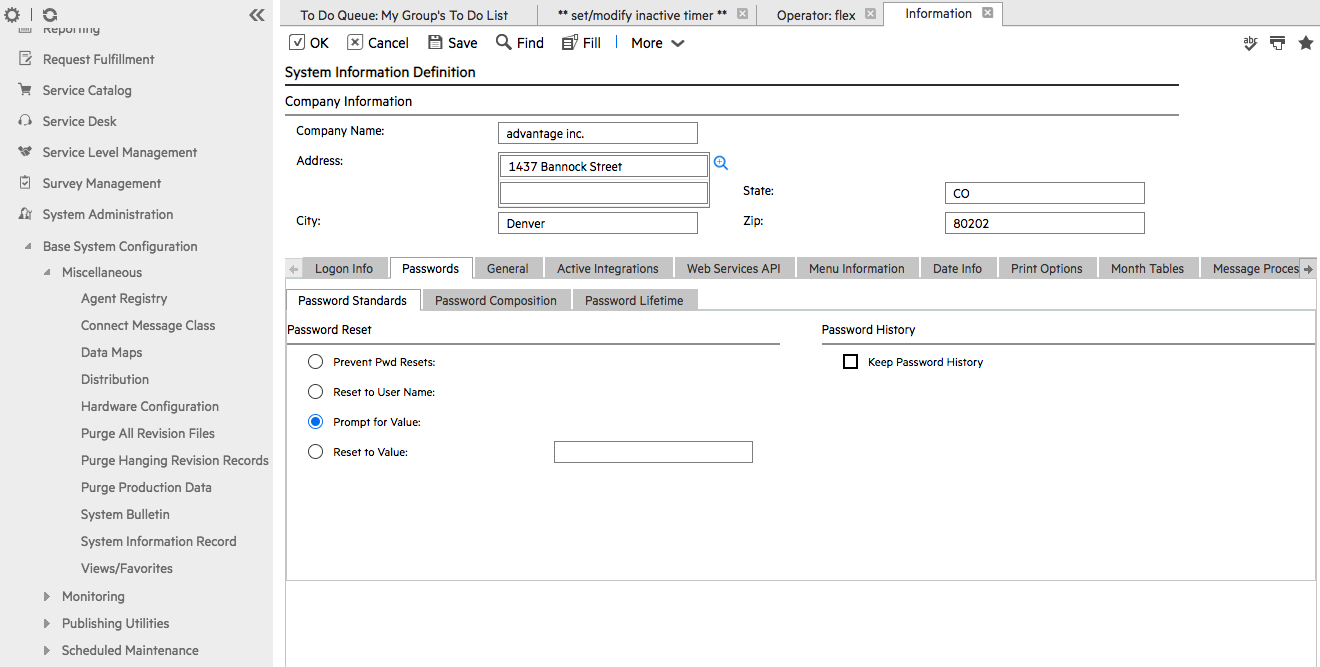 To Do Queue: My Group's To Do List
** set/modify inactive timer **
Operator: flex
Information
OK
Cancel
Save
Find
Fill
More
abc
Reporting
Request Fulfillment
Service Catalog
Service Desk
Service Level Management
Survey Management
System Administration
Base System Configuration
Miscellaneous
Agent Registry
Connect Message Class
Data Maps
Distribution
Hardware Configuration
Purge All Revision Files
Purge Hanging Revision Records
Purge Production Data
System Bulletin
System Information Record
Views/Favorites
Monitoring
Publishing Utilities
Scheduled Maintenance
System Information Definition
Company Information
Company Name: advantage inc.
Address: 1437 Bannock Street
State: CO
City: Denver
Zip: 80202
Logon Info
Passwords
General
Active Integrations
Web Services API
Menu Information
Date Info
Print Options
Month Tables
Message Proces
Password Standards
Password Composition
Password Lifetime
Password Reset
Prevent Pwd Resets:
Reset to User Name:
Prompt for Value:
Reset to Value:
Password History
Keep Password History